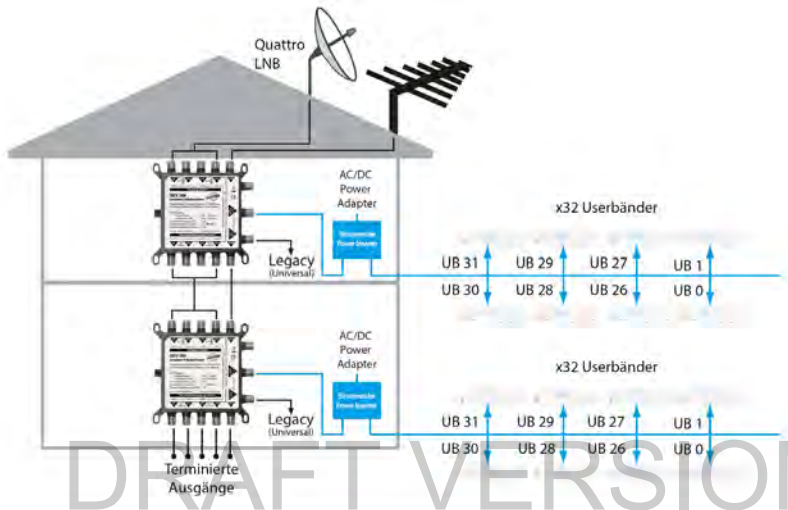 Quattro
LNB
AC/DC
Power
Adapter
x32 Userbänder
Legacy
(Universal)
UB 31
UB 29
UB 27
UB 1
UB 30
UB 28
UB 26
UB 0
AC/DC
Power
Adapter
x32 Userbänder
Legacy
(Universal)
UB 31
UB 29
UB 27
UB 1
UB 30
UB 28
UB 26
UB 0
Terminierte
Ausgänge
DRAFT VERSION